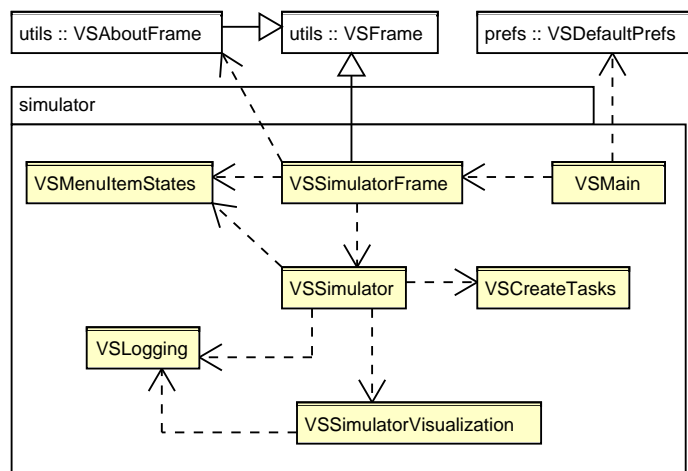 utils :: VSAboutFrame
utils :: VSFrame
prefs :: VSDefaultPrefs
simulator
VSMenuItemStates
VSSimulatorFrame
VSMain
VSSimulator
VSCreateTasks
VSLogging
VSSimulatorVisualization